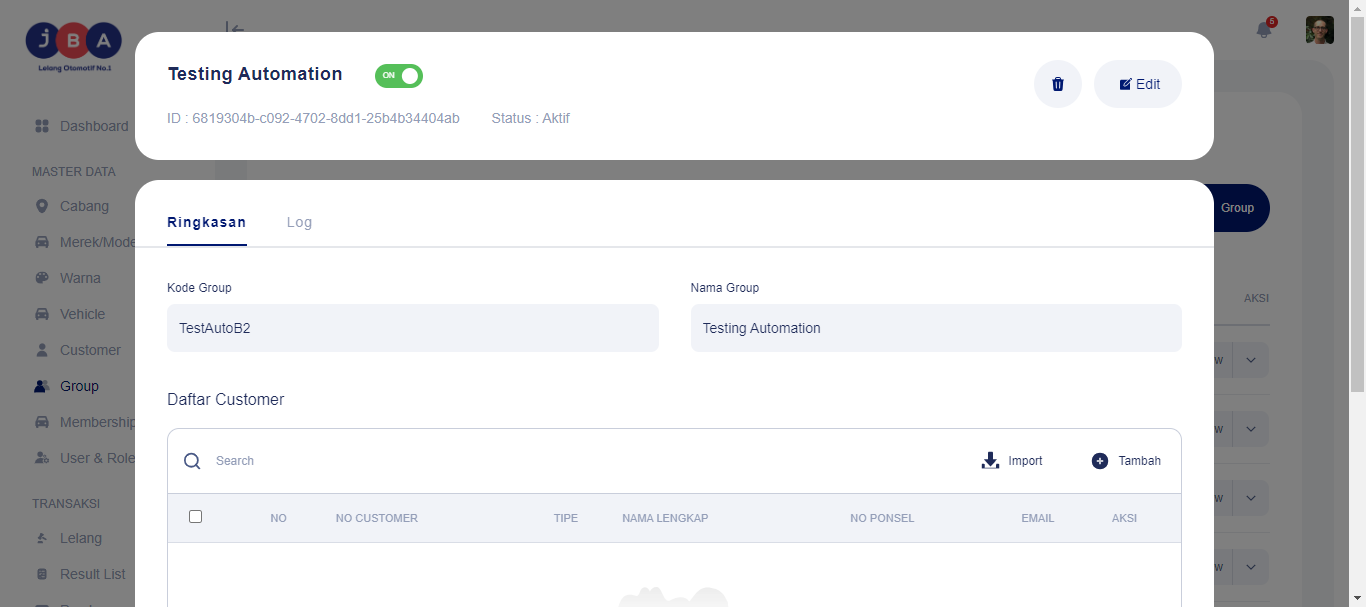 JBA
Lelang Otomotif No.1
6
Testing Automation
ON
Edit
ID : 6819304b-c092-4702-8dd1-25b4b34404ab
Status : Aktif
Dashboard
MASTER DATA
Cabang
Merek/Mode
Warna
Vehicle
Customer
Group
Membership
User & Role
TRANSAKSI
Lelang
Result List
Group
AKSI
w
w
w
w
Ringkasan
Log
Kode Group
Nama Group
TestAutoB2
Testing Automation
Daftar Customer
Search
Import
Tambah
NO
NO CUSTOMER
TIPE
NAMA LENGKAP
NO PONSEL
EMAIL
AKSI